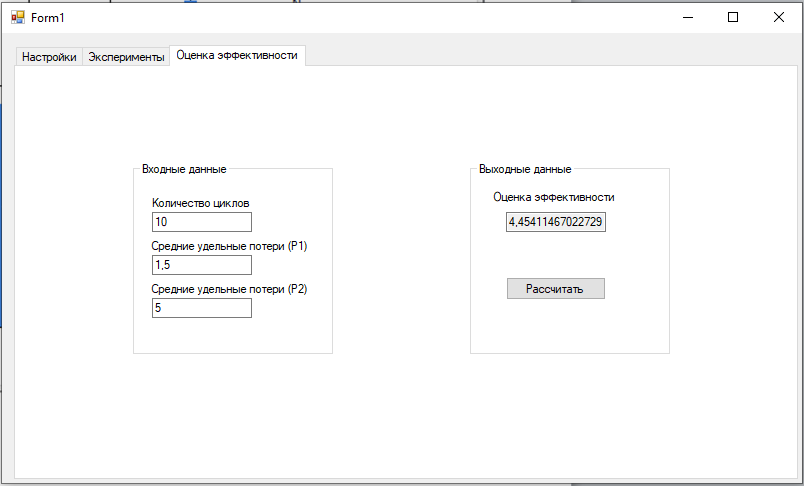 Form1
Настройки Эксперименты Оценка эффективности
Входные данные
Количество циклов
10
Средние удельные потери (P1)
1,5
Средние удельные потери (P2)
5
Выходные данные
Оценка эффективности
4,45411467022729
Рассчитать